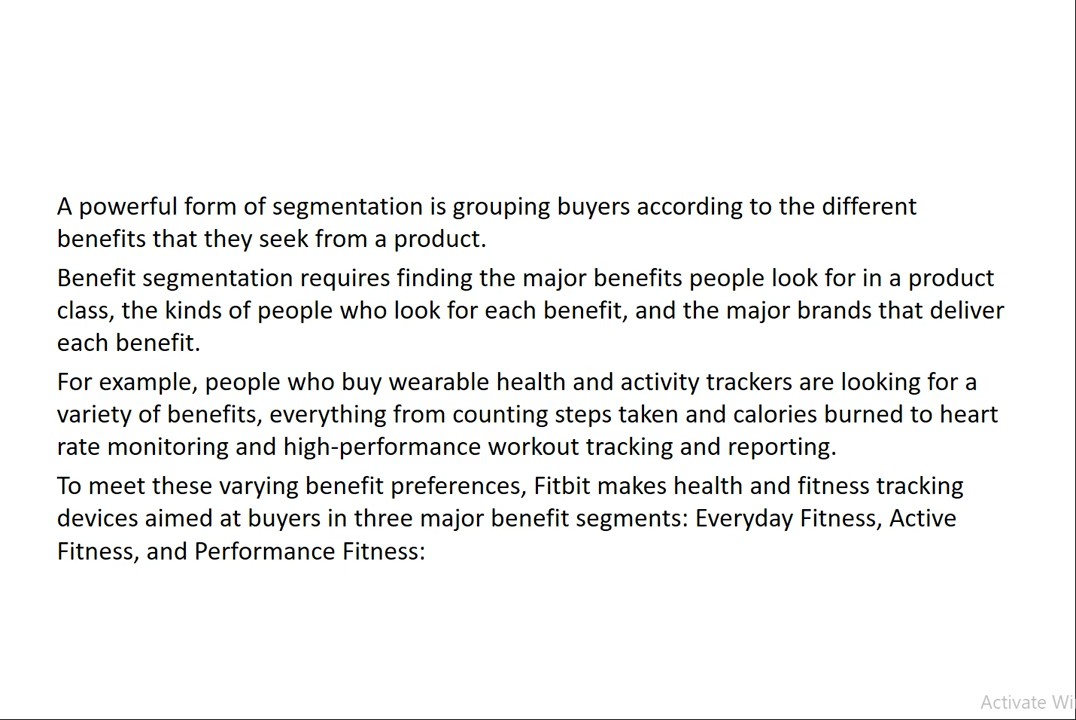 A powerful form of segmentation is grouping buyers according to the different
benefits that they seek from a product.
Benefit segmentation requires finding the major benefits people look for in a product
class, the kinds of people who look for each benefit, and the major brands that deliver
each benefit.
For example, people who buy wearable health and activity trackers are looking for a
variety of benefits, everything from counting steps taken and calories burned to heart
rate monitoring and high-performance workout tracking and reporting.
To meet these varying benefit preferences, Fitbit makes health and fitness tracking
devices aimed at buyers in three major benefit segments: Everyday Fitness, Active
Fitness, and Performance Fitness:
Activate Wi